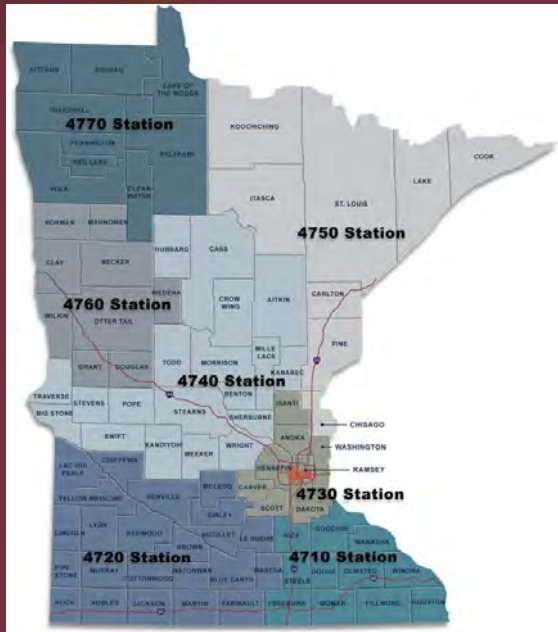 KITTSON
ROSEAU
LAKE OF
THE WOODS
MARSHALL
4770 Station
KOOCHICHING
PENNINGTON
BELTRAMI
RED LAKE
COOK
LAKE
POLK
CLEAR-
WATER
ITASCA
ST. LOUIS
NORMAN
MAHNOMEN
4750 Station
HUBBARD
CASS
CLAY
BECKER
WADENA
CROW
WING
AITKIN
CARLTON
4760 Station
WILKIN
OTTER TAIL
PINE
MILLE
LACS
KANABEC
GRANT
DOUGLAS
TODD
MORRISON
4740 Station
BENTON
TRAVERSE
STEVENS
POPE
STEARNS
SHERBURNE
ISANTI
BIG STONE
CHISAGO
ANOKA
SWIFT
KANDIYOHI
MEEKER
WRIGHT
WASHINGTON
CHIPPEWA
HENNEPIN
RAMSEY
LAC QUI
PARLE
McLEOD
CARVER
4730 Station
YELLOW MEDICINE
RENVILLE
SCOTT
DAKOTA
SIBLEY
LYON
GOODHUE
LINCOLN
REDWOOD
NICOLLET
LE SUEUR
RICE
WABASHA
BROWN
4720 Station
4710 Station
PIPE
STONE
MURRAY
COTTONWOOD
WATONWAN
BLUE EARTH
WASECA
STEELE
DODGE
OLMSTED
WINONA
ROCK
NOBLES
JACKSON
MARTIN
FARIBAULT
FREEBORN
MOWER
FILLMORE
HOUSTON